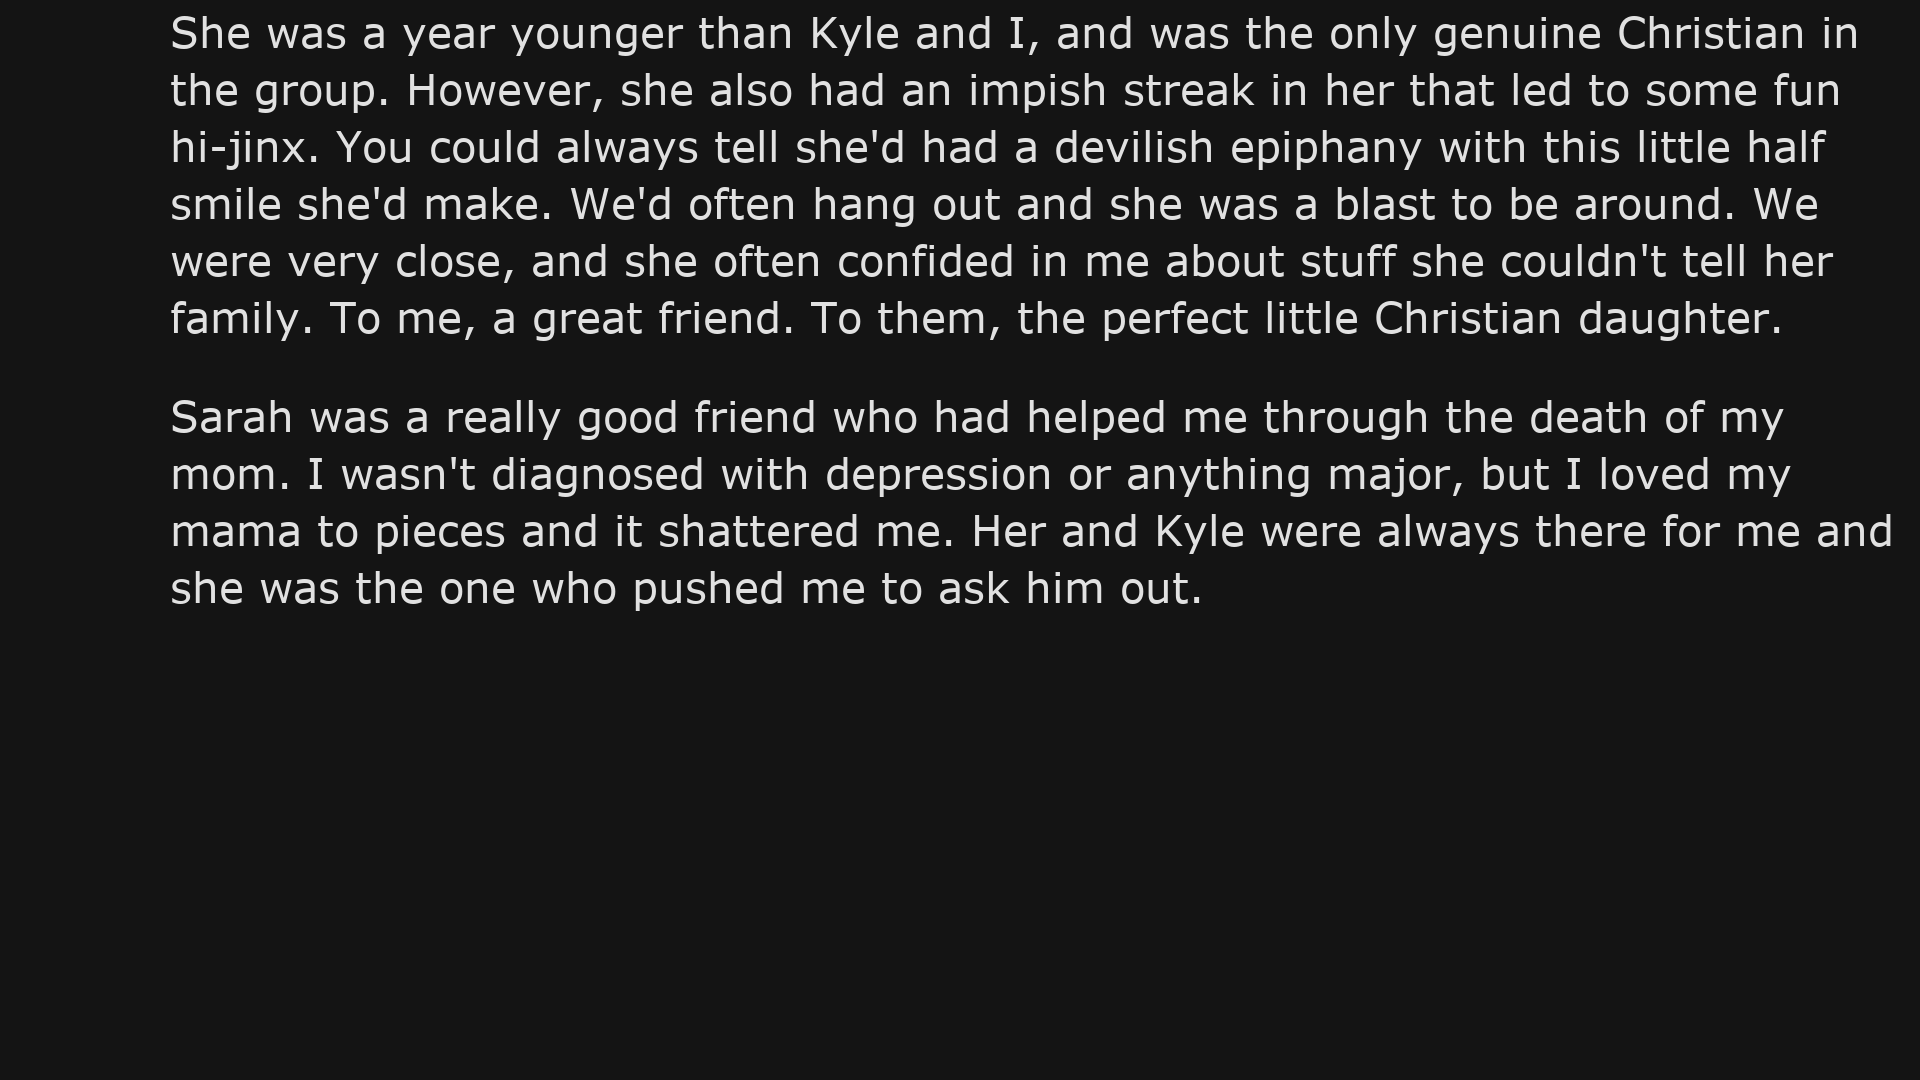 She was a year younger than Kyle and I, and was the only genuine Christian in
the group. However, she also had an impish streak in her that led to some fun
hi-jinx. You could always tell she'd had a devilish epiphany with this little half
smile she'd make. We'd often hang out and she was a blast to be around. We
were very close, and she often confided in me about stuff she couldn't tell her
family. To me, a great friend. To them, the perfect little Christian daughter.
Sarah was a really good friend who had helped me through the death of my
mom. I wasn't diagnosed with depression or anything major, but I loved my
mama to pieces and it shattered me. Her and Kyle were always there for me and
she was the one who pushed me to ask him out.